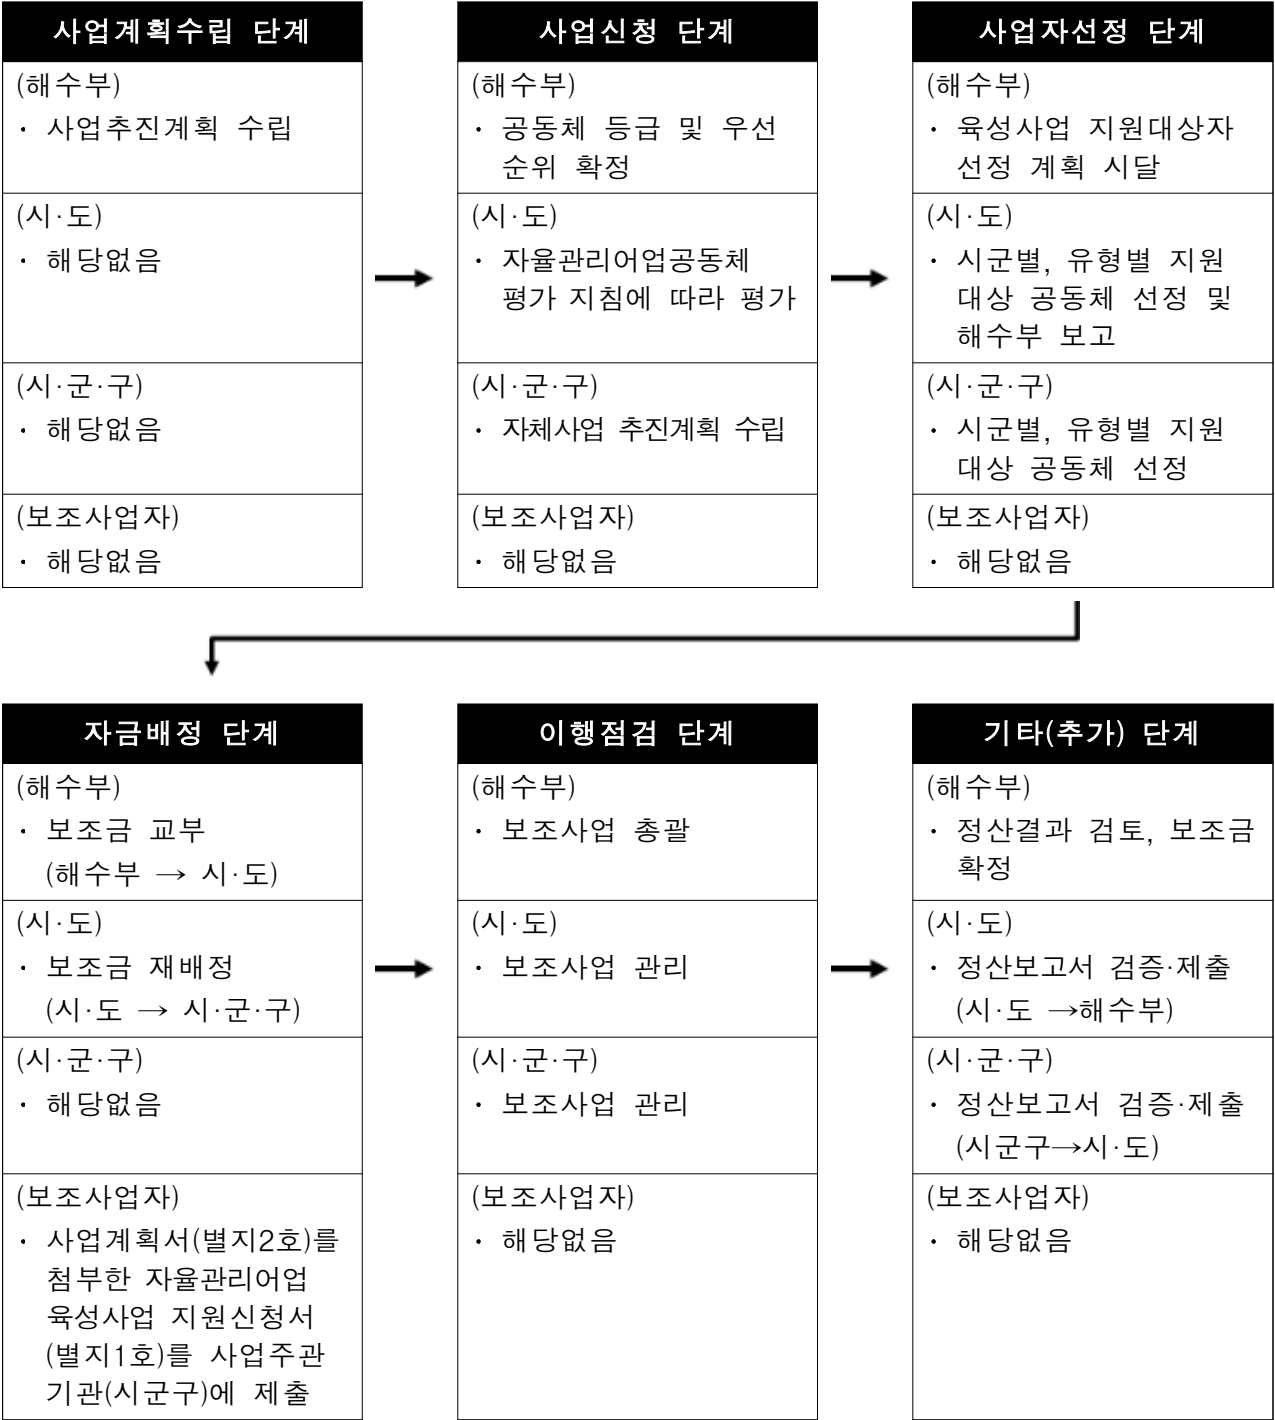 사업계획수립 단계
(해수부)
· 사업추진계획 수립
(시·도)
· 해당없음
(시·군·구)
· 해당없음
(보조사업자)
· 해당없음
사업신청 단계
(해수부)
· 공동체 등급 및 우선
순위 확정
(시·도)
· 자율관리어업공동체
평가 지침에 따라 평가
(시·군·구)
· 자체사업 추진계획 수립
(보조사업자)
· 해당없음
사업자선정 단계
(해수부)
· 육성사업 지원대상자
선정 계획 시달
(시·도)
· 시군별, 유형별 지원
대상 공동체 선정 및
해수부 보고
(시·군·구)
· 시군별, 유형별 지원
대상 공동체 선정
(보조사업자)
· 해당없음
자금배정 단계
(해수부)
· 보조금 교부
(해수부 → 시·도)
(시·도)
· 보조금 재배정
(시·도 → 시·군·구)
(시·군·구)
· 해당없음
(보조사업자)
· 사업계획서(별지2호)를
첨부한 자율관리어업
육성사업 지원신청서
(별지1호)를 사업주관
기관(시군구)에 제출
이행점검 단계
(해수부)
· 보조사업 총괄
(시·도)
· 보조사업 관리
(시·군·구)
· 보조사업 관리
(보조사업자)
· 해당없음
기타(추가) 단계
(해수부)
· 정산결과 검토, 보조금
확정
(시·도)
· 정산보고서 검증·제출
(시·도 →해수부)
(시·군·구)
· 정산보고서 검증·제출
(시군구→시·도)
(보조사업자)
· 해당없음